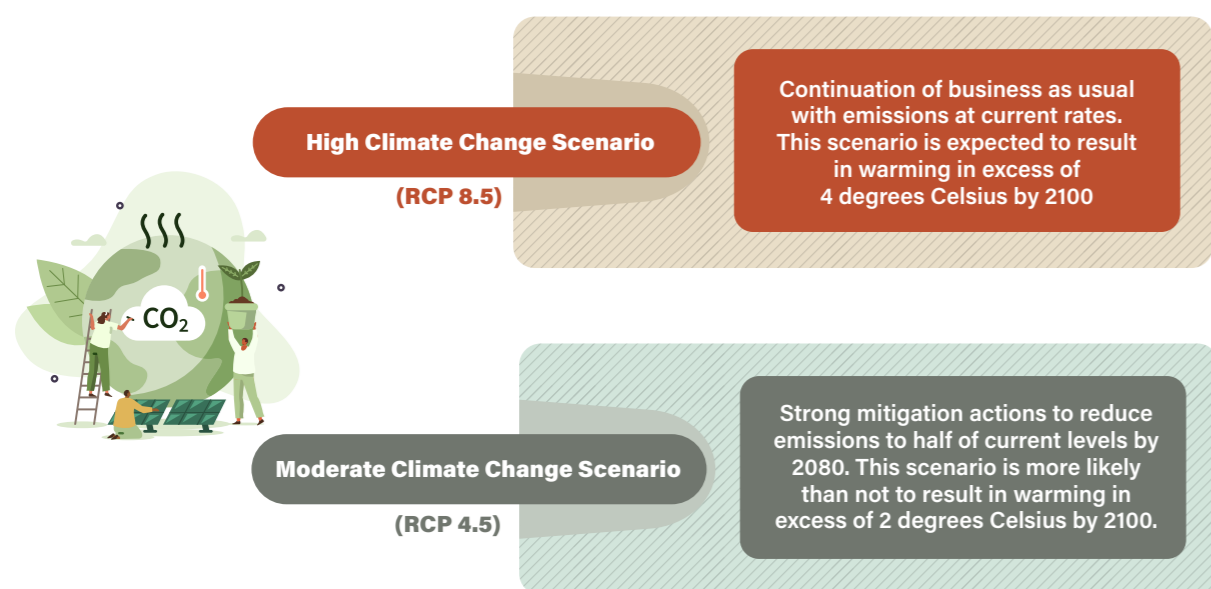 High Climate Change Scenario
(RCP 8.5)
Continuation of business as usual
with emissions at current rates.
This scenario is expected to result
in warming in excess of
4 degrees Celsius by 2100
CO₂
Moderate Climate Change Scenario
(RCP 4.5)
Strong mitigation actions to reduce
emissions to half of current levels by
2080. This scenario is more likely
than not to result in warming in
excess of 2 degrees Celsius by 2100.